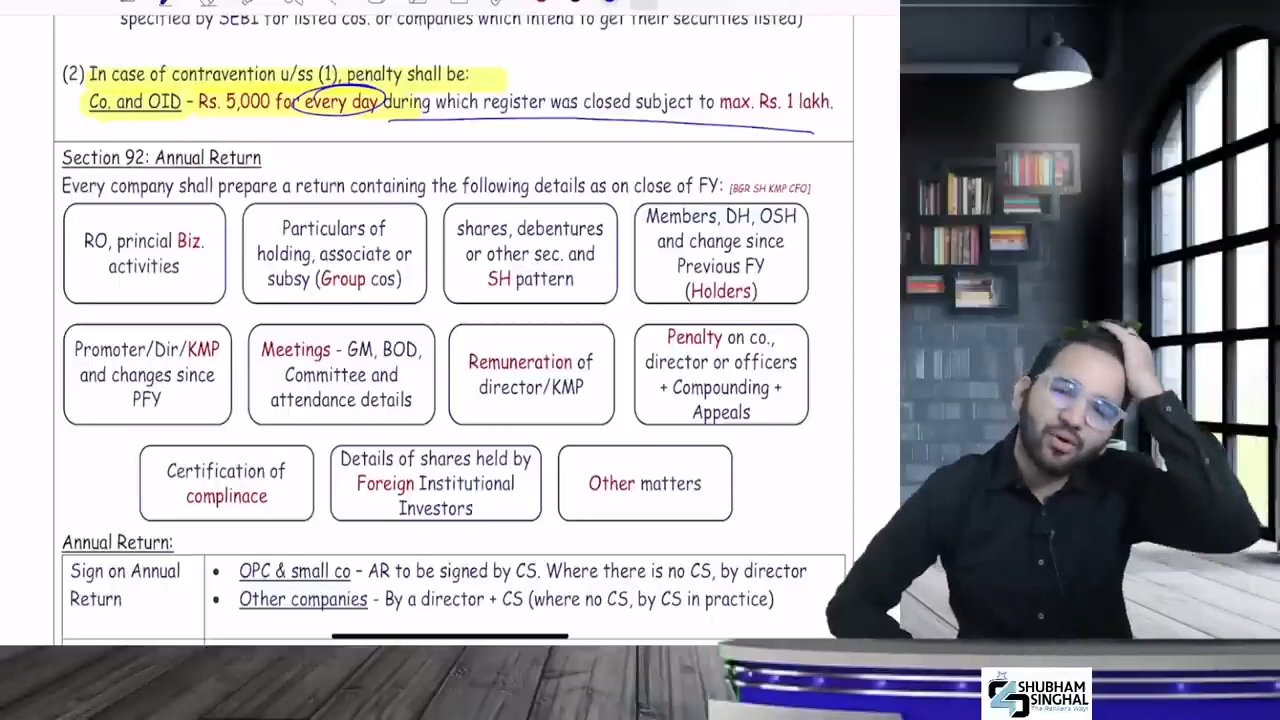 specified by SEBI for listed cos. or companies which intend to get their securities listed)
(2) In case of contravention u/ss (1), penalty shall be:
Co. and OID – Rs. 5,000 for every day during which register was closed subject to max. Rs. 1 lakh.
Section 92: Annual Return
Every company shall prepare a return containing the following details as on close of FY: [BGR SH KMP CFO]
RO, princial Biz.
activities
Particulars of
holding, associate or
subsy (Group cos)
shares, debentures
or other sec. and
SH pattern
Members, DH, OSH
and change since
Previous FY
(Holders)
Promoter/Dir/KMP
and changes since
PFY
Meetings - GM, BOD,
Committee and
attendance details
Remuneration of
director/KMP
Penalty on co.,
director or officers
+ Compounding +
Appeals
Certification of
complinace
Details of shares held by
Foreign Institutional
Investors
Other matters
Annual Return:
Sign on Annual
Return
• OPC & small co – AR to be signed by CS. Where there is no CS, by director
• Other companies - By a director + CS (where no CS, by CS in practice)
SHUBHAM
SINGHAL
The Ranker's Way!